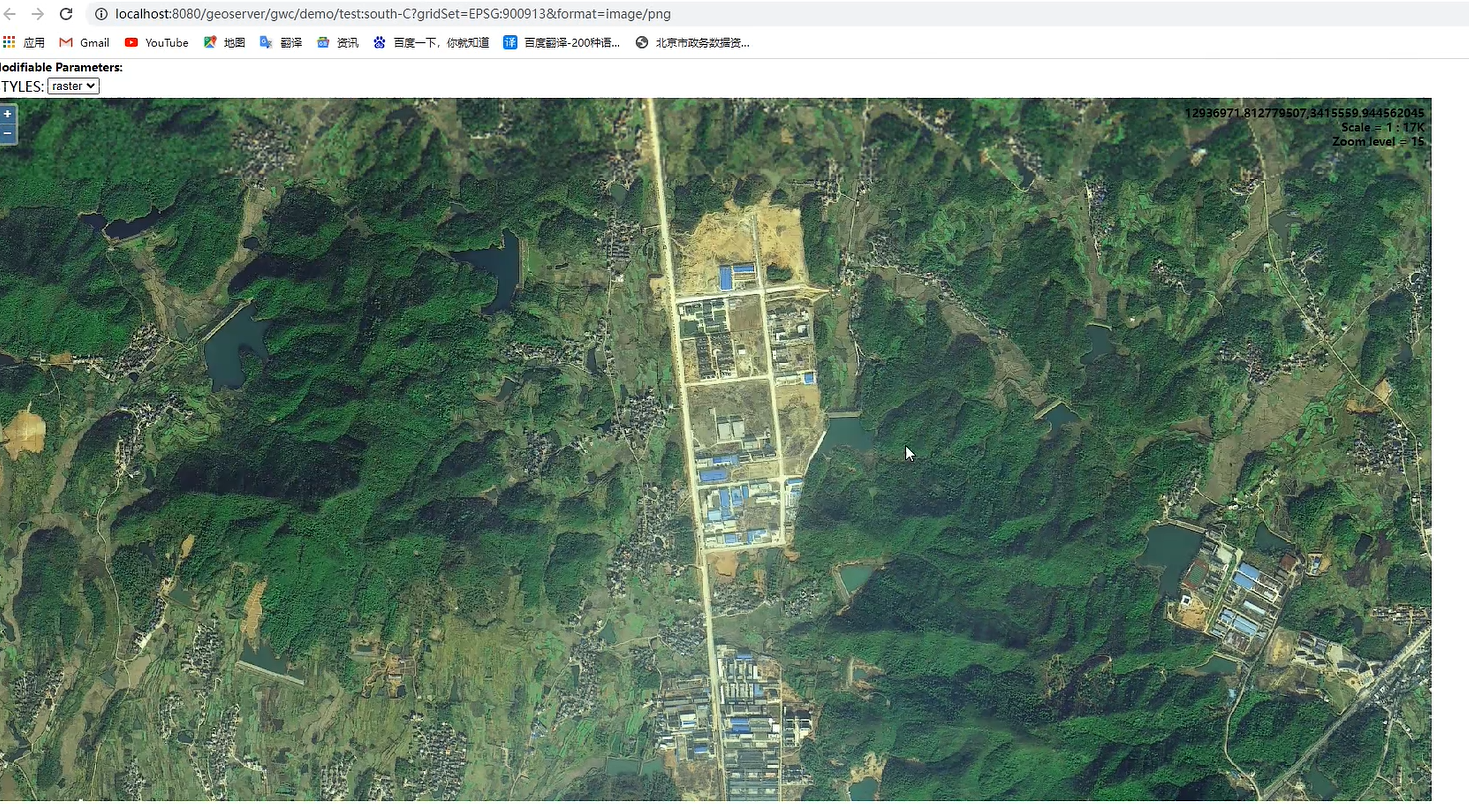 localhost:8080/geoserver/gwc/demo/test:south-C?gridSet=EPSG:900913&format=image/png
应用 Gmail YouTube 地图 翻译 资讯 百度一下，你就知道 译 百度翻译-200种语... 北京市政务数据资...
odifiable Parameters:
TYLES: raster
+
−
12936971.812779507,3415559.944562045
Scale = 1 : 17K
Zoom level = 15